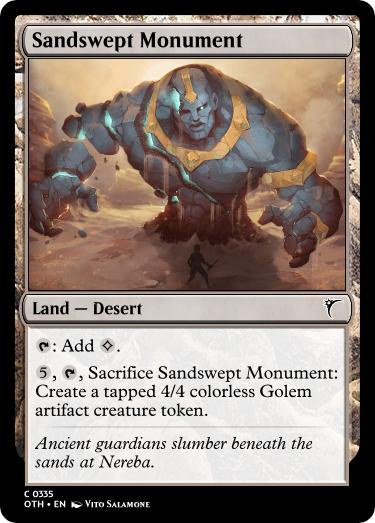 Sandswept Monument
Land — Desert
: Add .
5, , Sacrifice Sandswept Monument:
Create a tapped 4/4 colorless Golem
artifact creature token.
Ancient guardians slumber beneath the
sands at Nereba.
C 0335
OTH • EN Vito Salamone